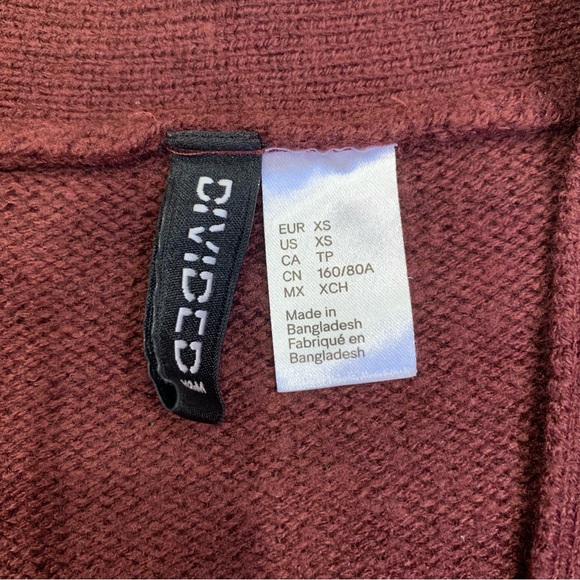 DIVIDED
H&M
EUR XS
US XS
CA TP
CN 160/80A
MX XCH
Made in
Bangladesh
Fabriqué en
Bangladesh